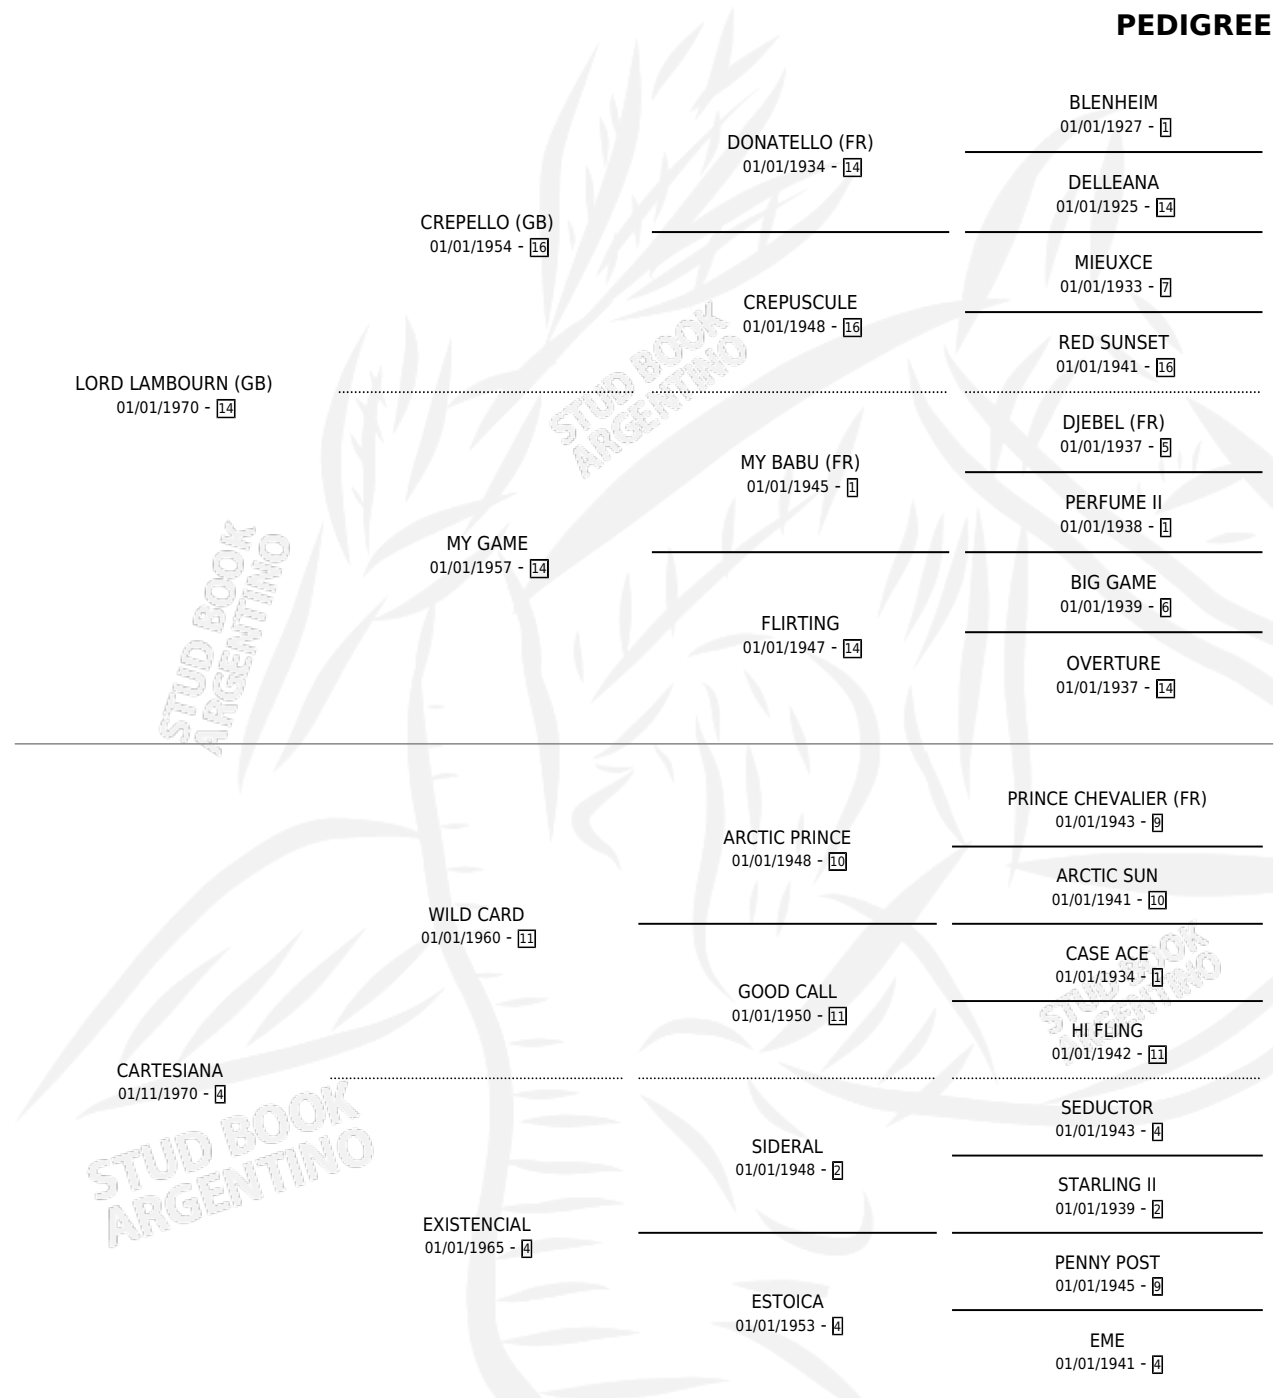 PEDIGREE
BLENHEIM
01/01/1927 - 1
DONATELLO (FR)
01/01/1934 - 14
DELLEANA
01/01/1925 - 14
CREPELLO (GB)
01/01/1954 - 16
MIEUXCE
01/01/1933 - 7
CREPUSCULE
01/01/1948 - 16
RED SUNSET
01/01/1941 - 16
LORD LAMBOURN (GB)
01/01/1970 - 14
DJEBEL (FR)
01/01/1937 - 5
MY BABU (FR)
01/01/1945 - 1
PERFUME II
01/01/1938 - 1
MY GAME
01/01/1957 - 14
BIG GAME
01/01/1939 - 6
FLIRTING
01/01/1947 - 14
OVERTURE
01/01/1937 - 14
PRINCE CHEVALIER (FR)
01/01/1943 - 9
ARCTIC PRINCE
01/01/1948 - 10
ARCTIC SUN
01/01/1941 - 10
WILD CARD
01/01/1960 - 11
CASE ACE
01/01/1934 - 1
GOOD CALL
01/01/1950 - 11
HI FLING
01/01/1942 - 11
CARTESIANA
01/11/1970 - 4
SEDUCTOR
01/01/1943 - 4
SIDERAL
01/01/1948 - 2
STARLING II
01/01/1939 - 2
EXISTENCIAL
01/01/1965 - 4
PENNY POST
01/01/1945 - 9
ESTOICA
01/01/1953 - 4
EME
01/01/1941 - 4
STUD BOOK
ARGENTINO
STUD BOOK
ARGENTINO
STUD BOOK
ARGENTINO
STUD BOOK
ARGENTINO